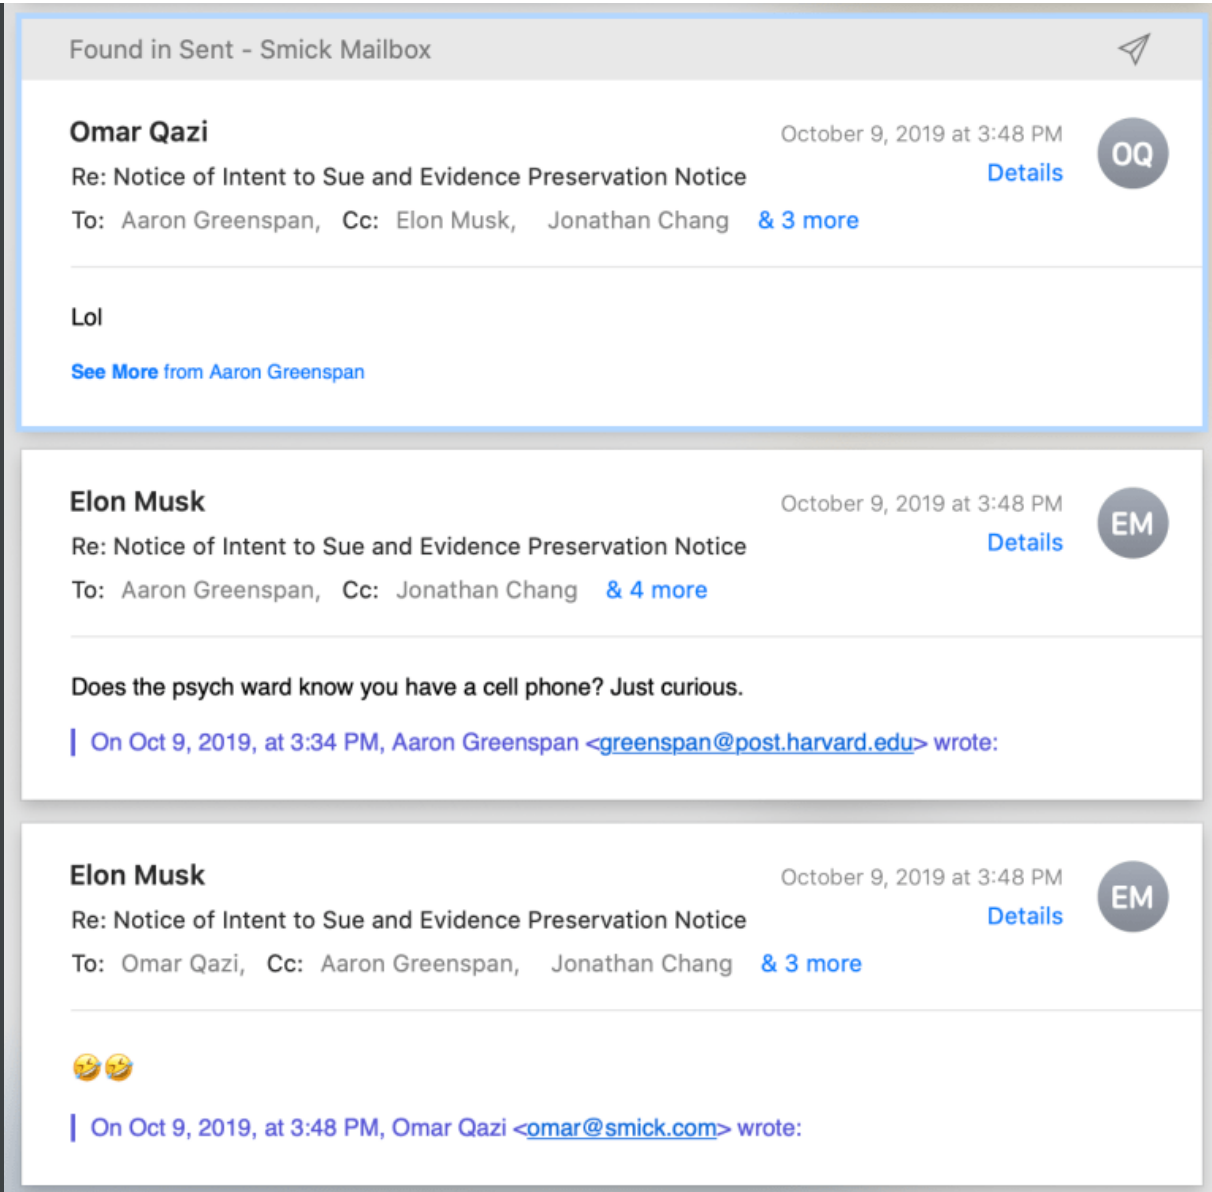 Found in Sent - Smick Mailbox
Omar Qazi
October 9, 2019 at 3:48 PM
OQ
Re: Notice of Intent to Sue and Evidence Preservation Notice
Details
To: Aaron Greenspan, Cc: Elon Musk, Jonathan Chang & 3 more
Lol
See More from Aaron Greenspan
Elon Musk
October 9, 2019 at 3:48 PM
EM
Re: Notice of Intent to Sue and Evidence Preservation Notice
Details
To: Aaron Greenspan, Cc: Jonathan Chang & 4 more
Does the psych ward know you have a cell phone? Just curious.
On Oct 9, 2019, at 3:34 PM, Aaron Greenspan <greenspan@post.harvard.edu> wrote:
Elon Musk
October 9, 2019 at 3:48 PM
EM
Re: Notice of Intent to Sue and Evidence Preservation Notice
Details
To: Omar Qazi, Cc: Aaron Greenspan, Jonathan Chang & 3 more
🤣🤣
On Oct 9, 2019, at 3:48 PM, Omar Qazi <omar@smick.com> wrote: